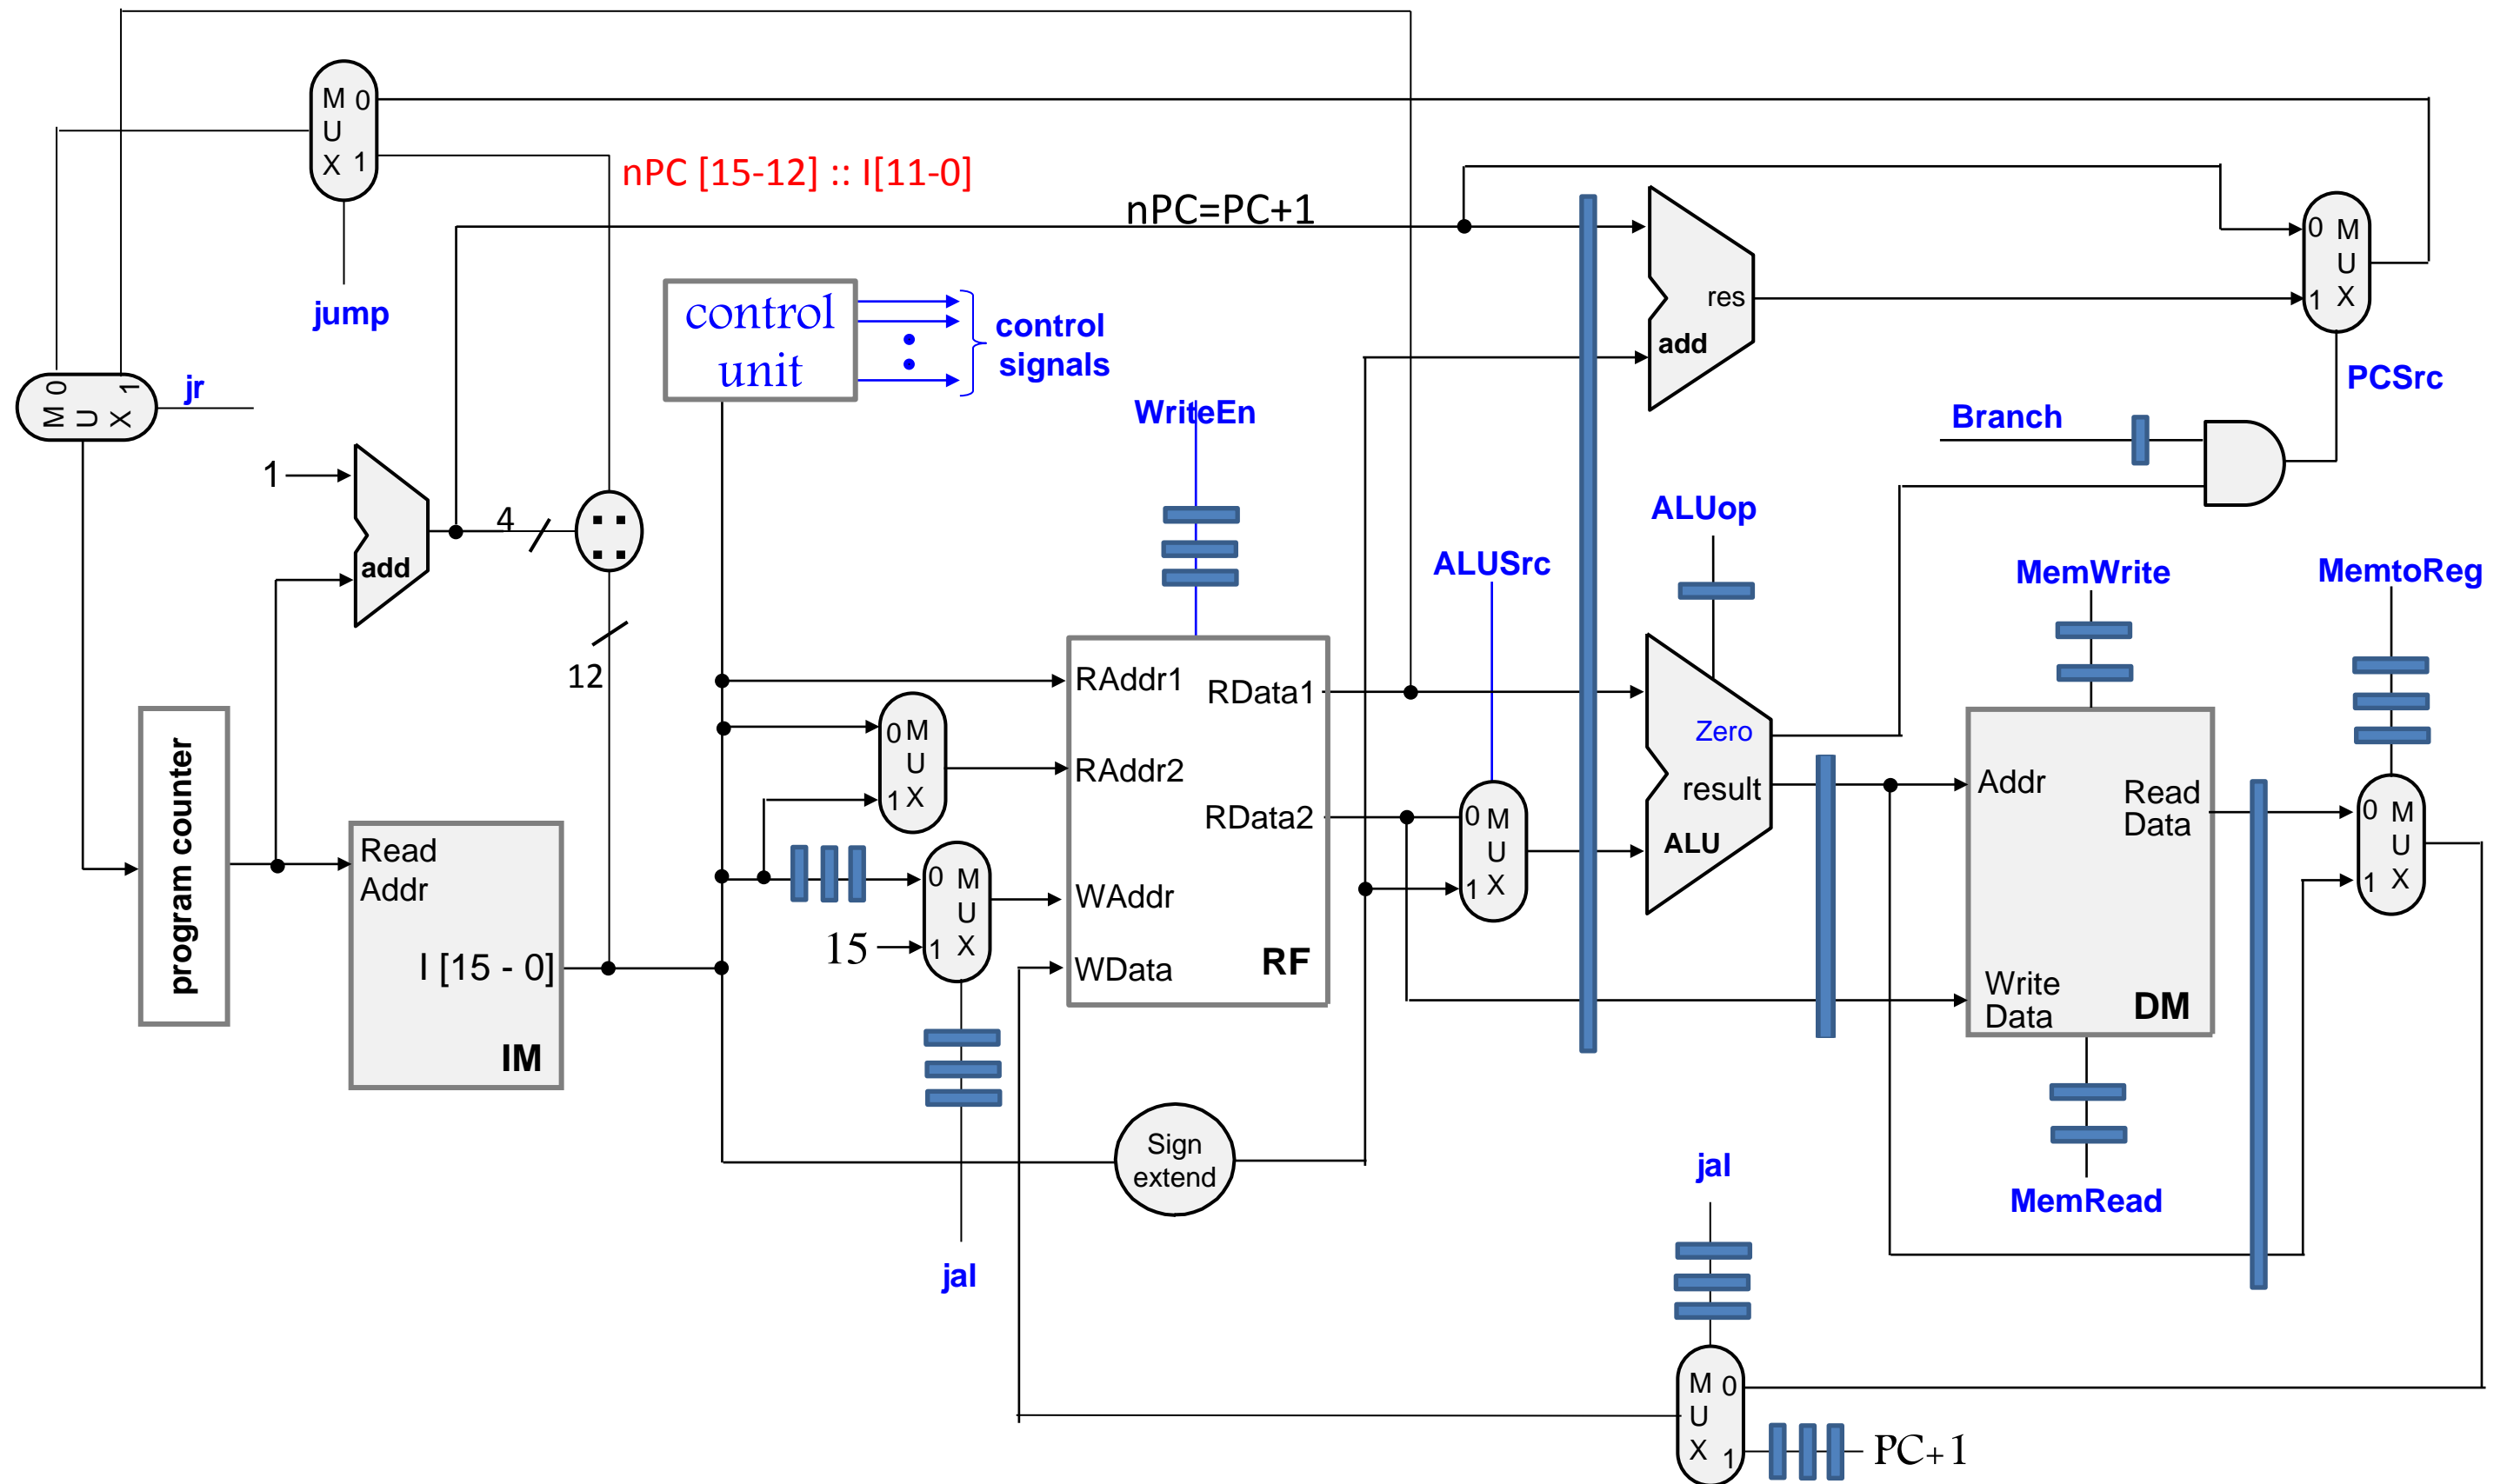 M 0
U
X 1
nPC [15-12] :: I[11-0]
nPC=PC+1
jump
control
unit
control
signals
0 M
U
1 X
res
add
PCSrc
M 0
U
X 1
jr
WriteEn
Branch
1
4
add
ALUop
ALUSrc
MemWrite
MemtoReg
12
RAddr1
RData1
0 M
U
1 X
RAddr2
Zero
result
ALU
Addr
Read
Data
0 M
U
1 X
RData2
0 M
U
1 X
program counter
Read
Addr
0 M
U
1 X
WAddr
15
I [15 - 0]
WData
RF
Write
Data
DM
IM
Sign
extend
jal
MemRead
jal
M 0
U
X 1
PC+1